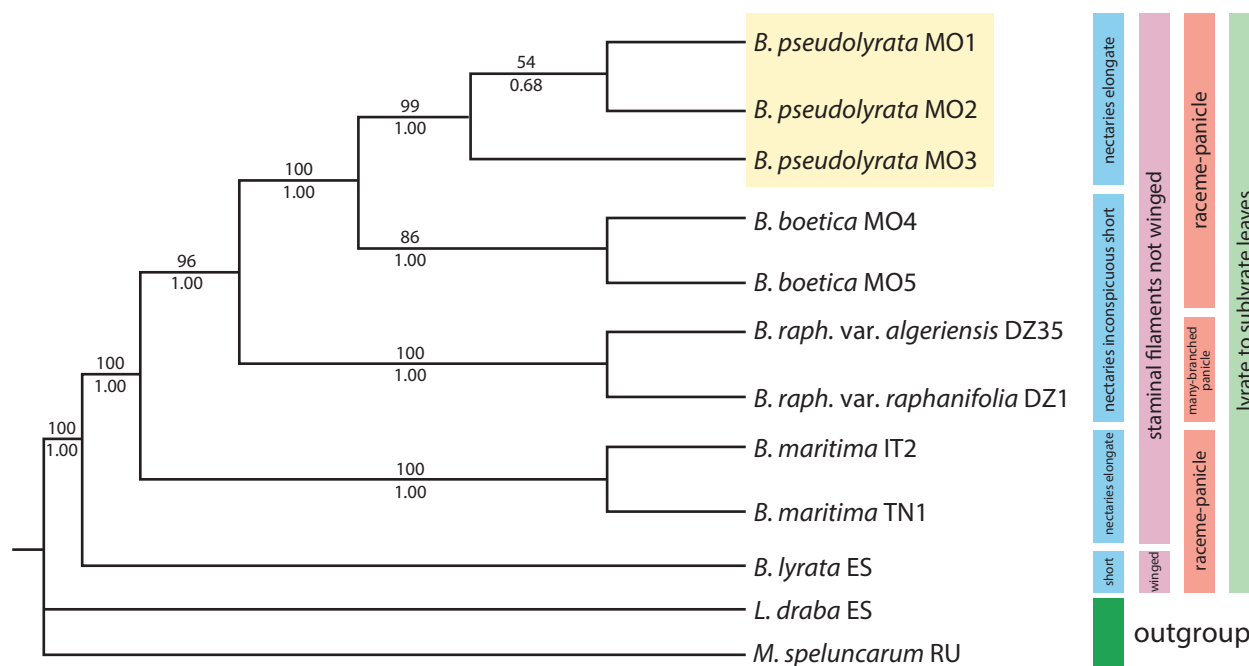 54
0.68
99
1.00
100
1.00
86
1.00
96
1.00
100
1.00
100
1.00
100
1.00
100
1.00
B. pseudolyrata MO1
B. pseudolyrata MO2
B. pseudolyrata MO3
B. boetica MO4
B. boetica MO5
B. raph. var. algeriensis DZ35
B. raph. var. raphanifolia DZ1
B. maritima IT2
B. maritima TN1
B. lyrata ES
L. draba ES
M. speluncarum RU
nectaries elongate
nectaries inconspicuous short
nectaries elongate
short
staminal filaments not winged
winged
raceme-panicle
many-branched
panicle
raceme-panicle
lyrate to sublyrate leaves
outgroup